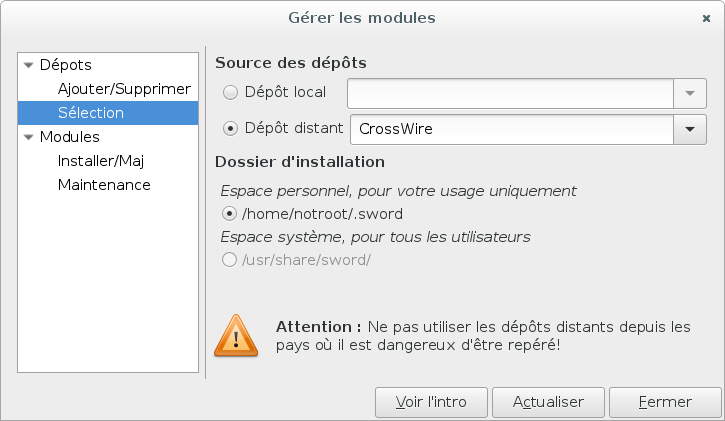 Gérer les modules
Dépots
Ajouter/Supprimer
Sélection
Modules
Installer/Maj
Maintenance
Source des dépôts
Dépôt local
Dépôt distant
CrossWire
Dossier d'installation
Espace personnel, pour votre usage uniquement
/home/notroot/.sword
Espace système, pour tous les utilisateurs
/usr/share/sword/
Attention : Ne pas utiliser les dépôts distants depuis les
pays où il est dangereux d'être repéré!
Voir l'intro
Actualiser
Fermer